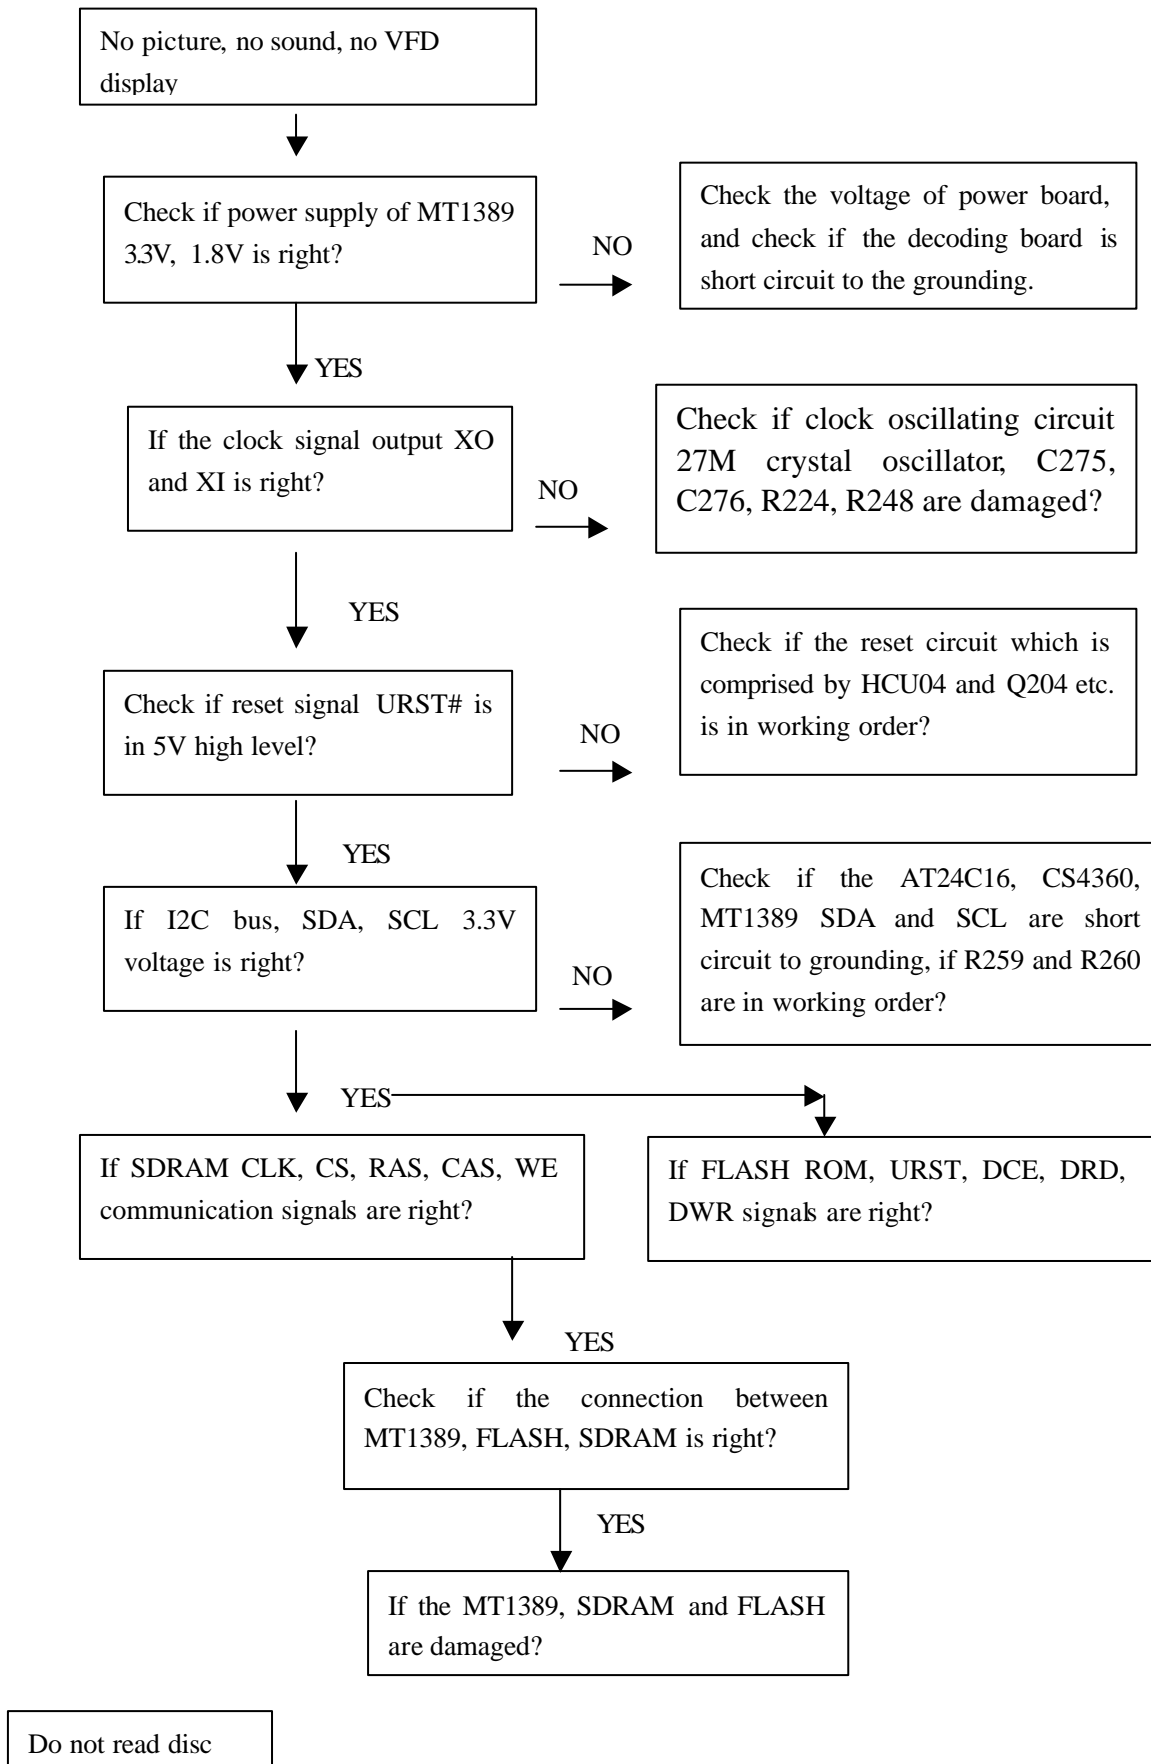 No picture, no sound, no VFD
display
Check if power supply of MT1389
3.3V, 1.8V is right?
NO
Check the voltage of power board,
and check if the decoding board is
short circuit to the grounding.
YES
If the clock signal output XO
and XI is right?
NO
Check if clock oscillating circuit
27M crystal oscillator, C275,
C276, R224, R248 are damaged?
YES
Check if reset signal URST# is
in 5V high level?
NO
Check if the reset circuit which is
comprised by HCU04 and Q204 etc.
is in working order?
YES
If I2C bus, SDA, SCL 3.3V
voltage is right?
NO
Check if the AT24C16, CS4360,
MT1389 SDA and SCL are short
circuit to grounding, if R259 and R260
are in working order?
YES
If SDRAM CLK, CS, RAS, CAS, WE
communication signals are right?
If FLASH ROM, URST, DCE, DRD,
DWR signals are right?
YES
Check if the connection between
MT1389, FLASH, SDRAM is right?
YES
If the MT1389, SDRAM and FLASH
are damaged?
Do not read disc